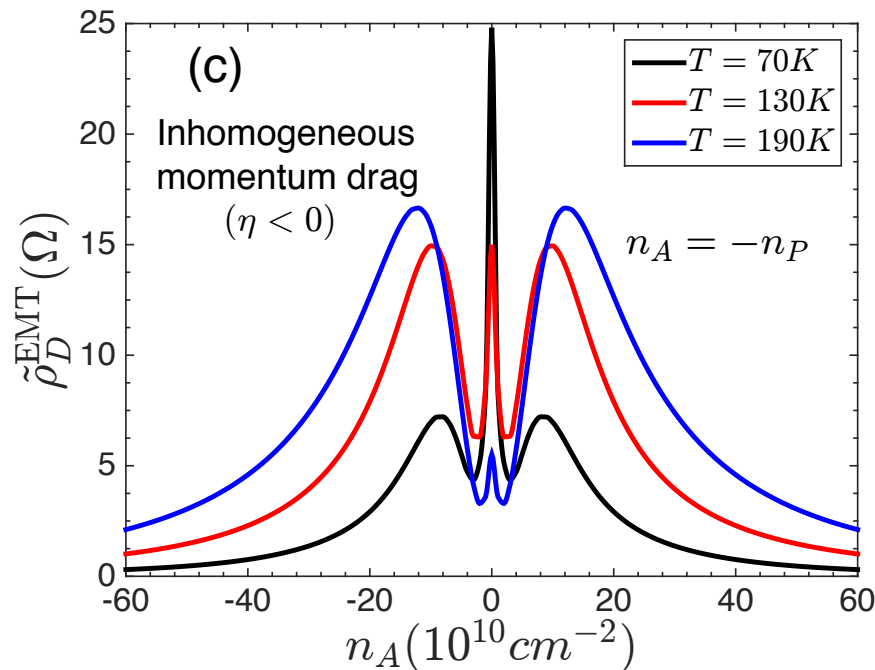 (c)
Inhomogeneous
momentum drag
(η < 0)
T = 70K
T = 130K
T = 190K
n_A = −n_P
ρ̃_D^EMT(Ω)
25
20
15
10
5
0
-60 -40 -20 0 20 40 60
n_A(10^10 cm^−2)